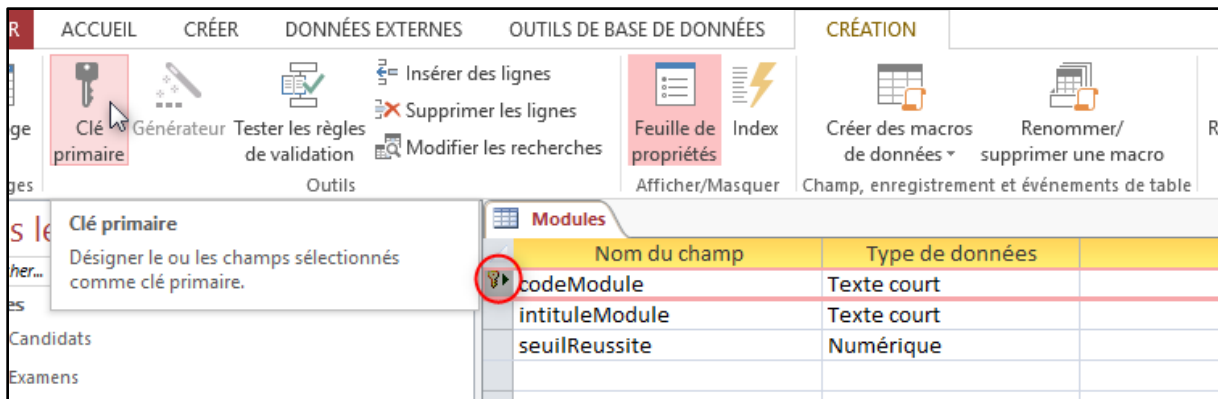 R ACCUEIL CRÉER DONNÉES EXTERNES OUTILS DE BASE DE DONNÉES CRÉATION
Insérer des lignes
Supprimer les lignes
Modifier les recherches
ge Clé Générateur Tester les règles Feuille de Index Créer des macros Renommer/ R
primaire de validation propriétés de données supprimer une macro
ges Outils Afficher/Masquer Champ, enregistrement et événements de table
s le Clé primaire Modules
Désigner le ou les champs sélectionnés Nom du champ Type de données
her... comme clé primaire. codeModule Texte court
es intituleModule Texte court
Candidats seuilReussite Numérique
Examens